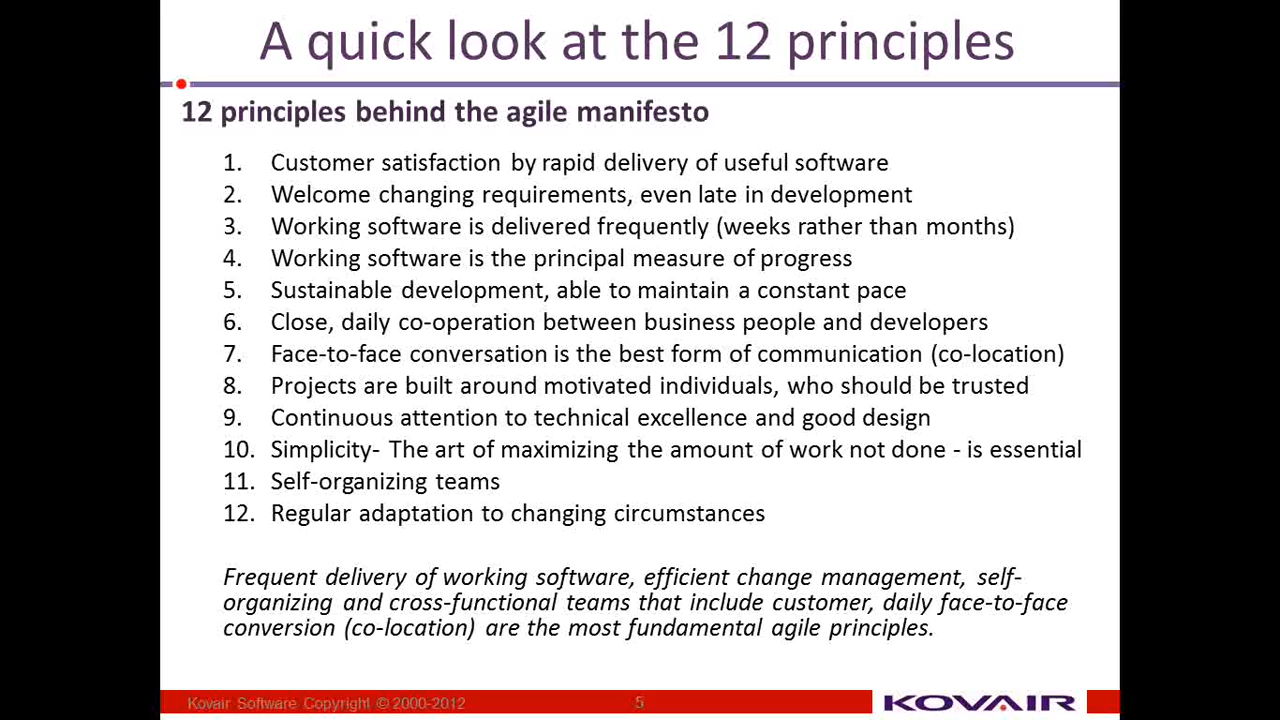 A quick look at the 12 principles
12 principles behind the agile manifesto
1. Customer satisfaction by rapid delivery of useful software
2. Welcome changing requirements, even late in development
3. Working software is delivered frequently (weeks rather than months)
4. Working software is the principal measure of progress
5. Sustainable development, able to maintain a constant pace
6. Close, daily co-operation between business people and developers
7. Face-to-face conversation is the best form of communication (co-location)
8. Projects are built around motivated individuals, who should be trusted
9. Continuous attention to technical excellence and good design
10. Simplicity- The art of maximizing the amount of work not done - is essential
11. Self-organizing teams
12. Regular adaptation to changing circumstances
Frequent delivery of working software, efficient change management, self-
organizing and cross-functional teams that include customer, daily face-to-face
conversion (co-location) are the most fundamental agile principles.
Kovair Software Copyright © 2000-2012 5 KOVAIR